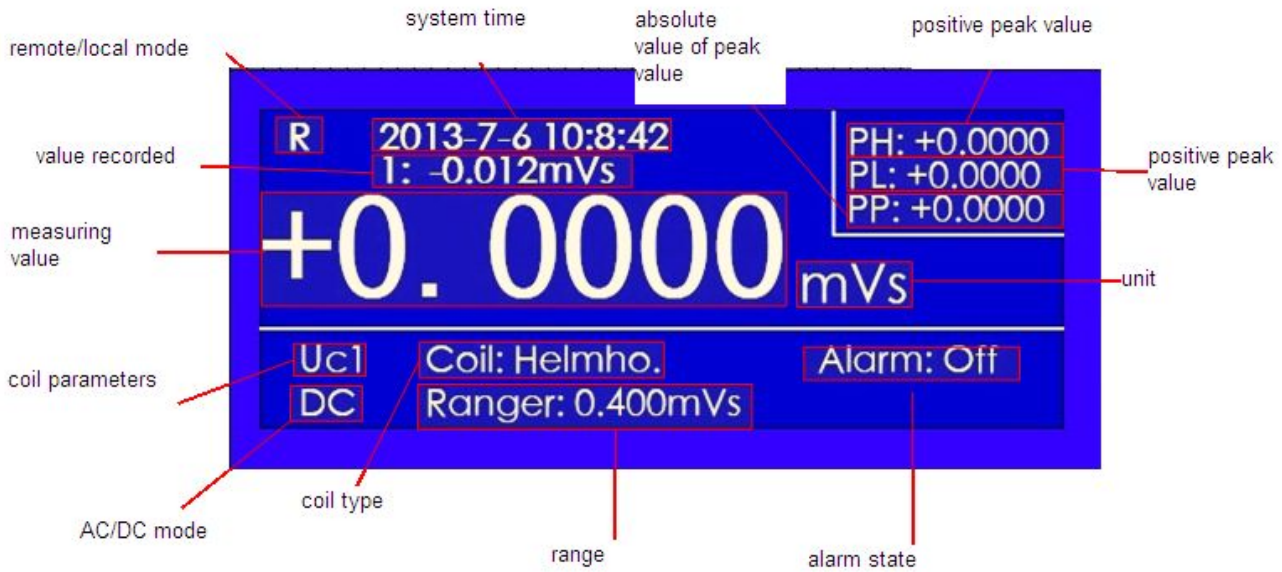 system time
absolute
value of peak
value
positive peak value
remote/local mode
R
2013-7-6 10:8:42
PH: +0.0000
value recorded
1: -0.012mVs
PL: +0.0000
positive peak
value
PP: +0.0000
measuring
value
+0. 0000
mVs
unit
Uc1
Coil: Helmho.
Alarm: Off
coil parameters
DC
Ranger: 0.400mVs
coil type
AC/DC mode
range
alarm state